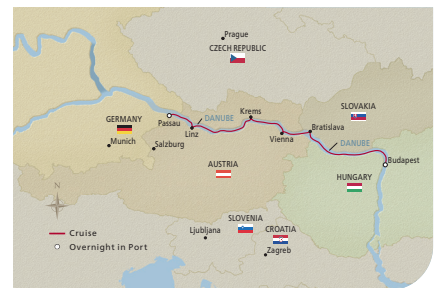 Prague
CZECH REPUBLIC
GERMANY
Passau
Linz
DANUBE
Krems
SLOVAKIA
Munich
Salzburg
Vienna
Bratislava
DANUBE
Budapest
AUSTRIA
HUNGARY
N
SLOVENIA
Ljubljana
CROATIA
Zagreb
Cruise
Overnight in Port